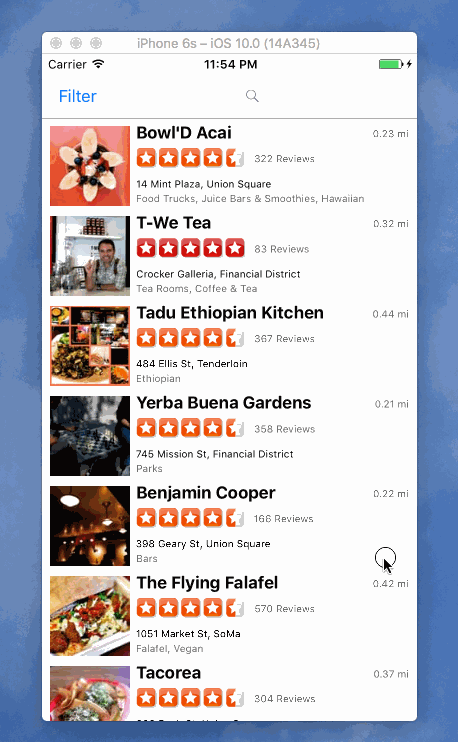 iPhone 6s – iOS 10.0 (14A345)
Carrier 11:54 PM
Filter
Bowl'D Acai 0.23 mi
322 Reviews
14 Mint Plaza, Union Square
Food Trucks, Juice Bars & Smoothies, Hawaiian
T-We Tea 0.32 mi
83 Reviews
Crocker Galleria, Financial District
Tea Rooms, Coffee & Tea
Tadu Ethiopian Kitchen 0.44 mi
367 Reviews
484 Ellis St, Tenderloin
Ethiopian
Yerba Buena Gardens 0.21 mi
358 Reviews
745 Mission St, Financial District
Parks
Benjamin Cooper 0.22 mi
166 Reviews
398 Geary St, Union Square
Bars
The Flying Falafel 0.42 mi
570 Reviews
1051 Market St, SoMa
Falafel, Vegan
Tacorea 0.37 mi
304 Reviews